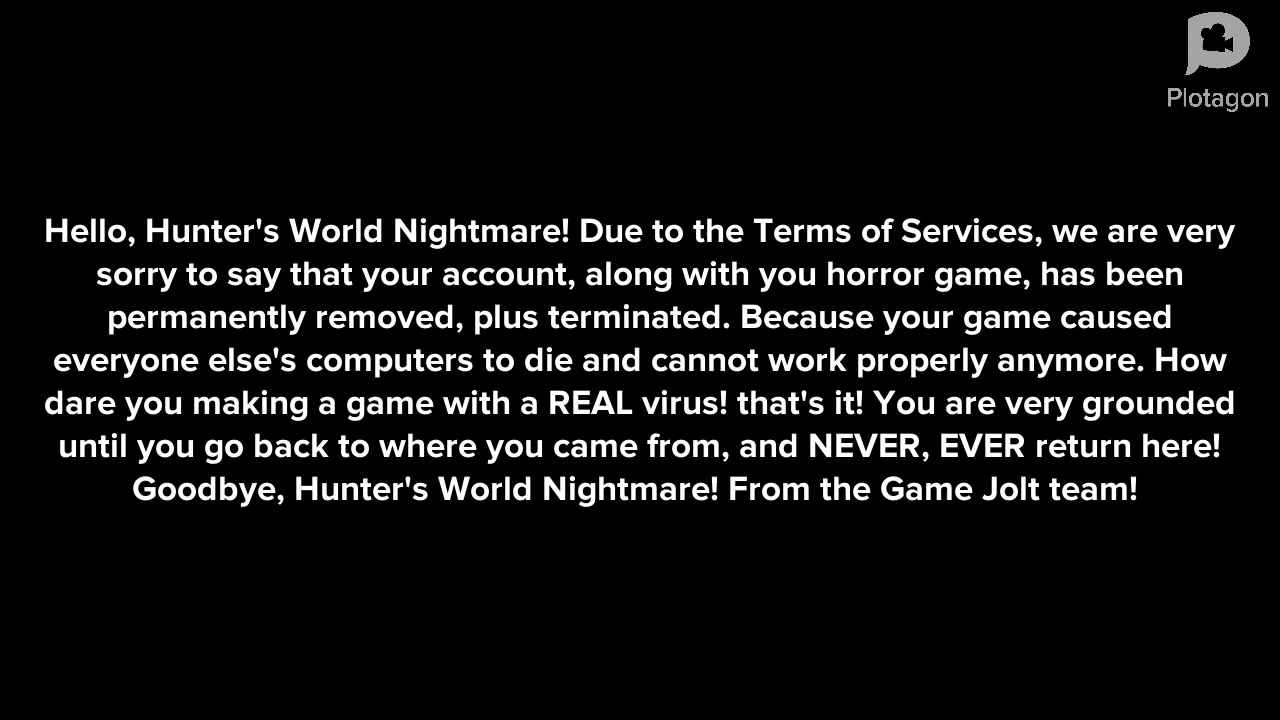 Plotagon
Hello, Hunter's World Nightmare! Due to the Terms of Services, we are very
sorry to say that your account, along with you horror game, has been
permanently removed, plus terminated. Because your game caused
everyone else's computers to die and cannot work properly anymore. How
dare you making a game with a REAL virus! that's it! You are very grounded
until you go back to where you came from, and NEVER, EVER return here!
Goodbye, Hunter's World Nightmare! From the Game Jolt team!